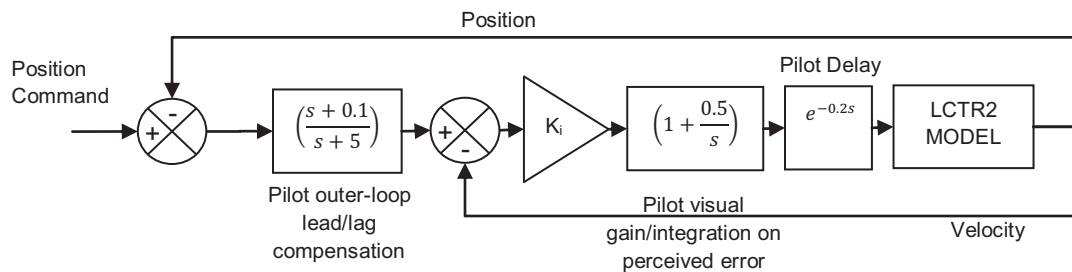 Position
Position
Command
Pilot Delay
-
+
(s + 0.1 / s + 5)
+
-
Kᵢ
(1 + 0.5/s)
e^{-0.2s}
LCTR2
MODEL
Pilot outer-loop
lead/lag
compensation
Pilot visual
gain/integration on
perceived error
Velocity